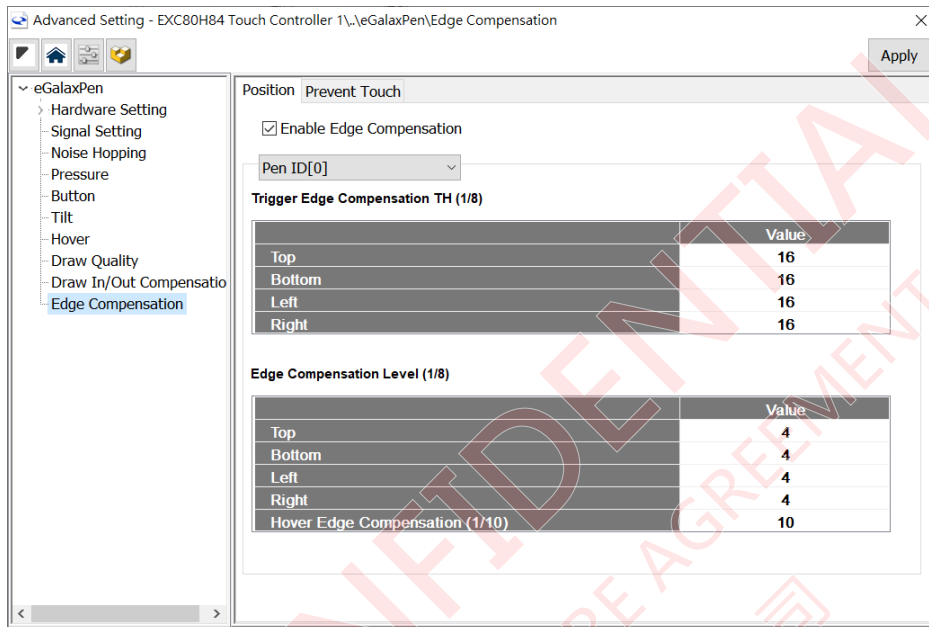 Advanced Setting - EXC80H84 Touch Controller 1\..\eGalaxPen\Edge Compensation
Apply
eGalaxPen
Hardware Setting
Signal Setting
Noise Hopping
Pressure
Button
Tilt
Hover
Draw Quality
Draw In/Out Compensatio
Edge Compensation
Position Prevent Touch
Enable Edge Compensation
Pen ID[0]
Trigger Edge Compensation TH (1/8)
Value
Top 16
Bottom 16
Left 16
Right 16
Edge Compensation Level (1/8)
Value
Top 4
Bottom 4
Left 4
Right 4
Hover Edge Compensation (1/10) 10
NFIDENTIAL
RE AGREEMENT
司